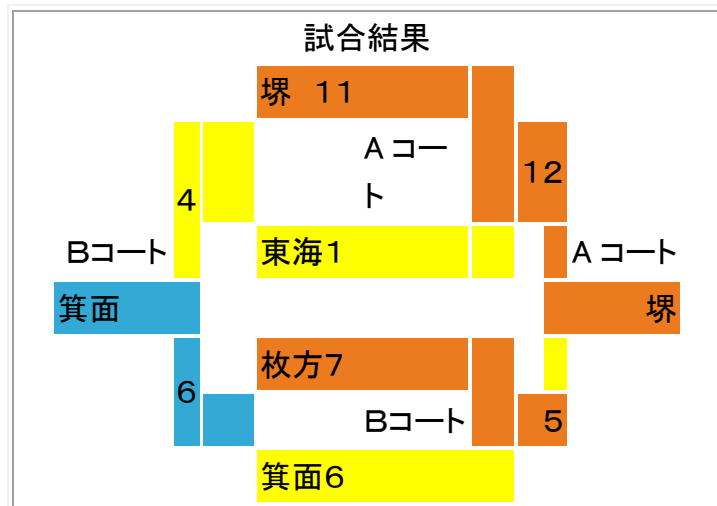 試合結果
堺　１１
Ａコー
ト
１２
４
Ｂコート
東海１
Ａコート
箕面
堺
枚方７
６
Ｂコート
５
箕面６